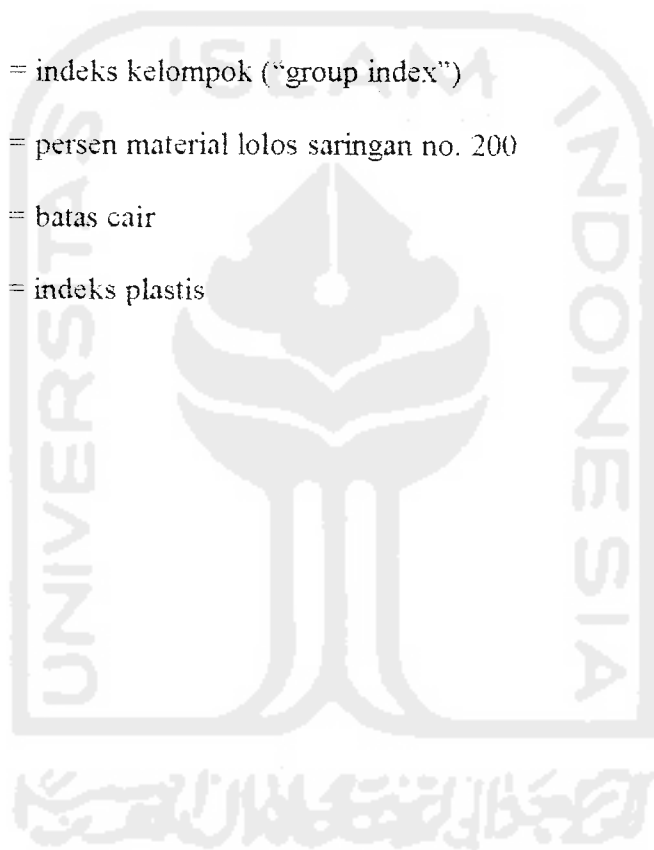 = indeks kelompok ("group index")
= persen material lolos saringan no. 200
= batas cair
= indeks plastis
UNIVERSITAS
ISLAM
INDONESIA